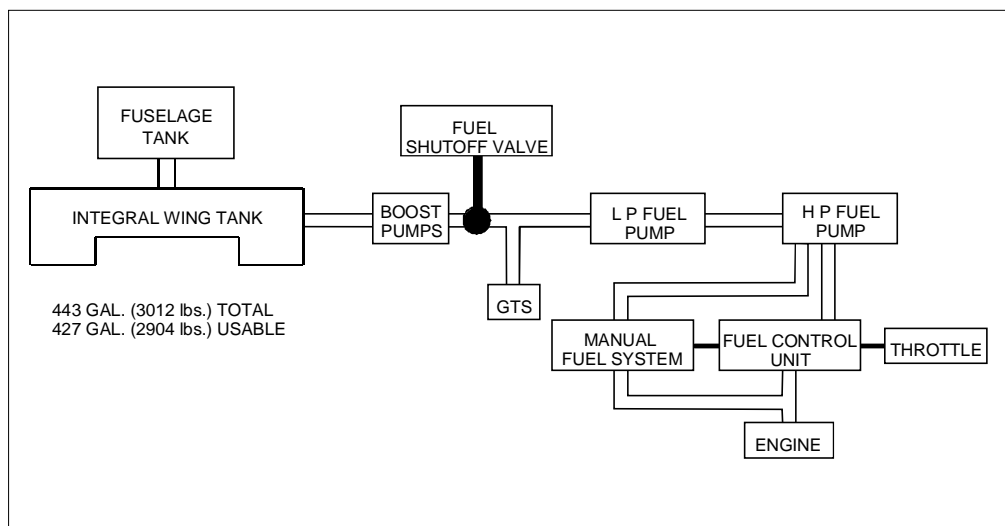 FUSELAGE
TANK
INTEGRAL WING TANK
443 GAL. (3012 lbs.) TOTAL
427 GAL. (2904 lbs.) USABLE
BOOST
PUMPS
FUEL
SHUTOFF VALVE
GTS
L P FUEL
PUMP
H P FUEL
PUMP
MANUAL
FUEL SYSTEM
FUEL CONTROL
UNIT
THROTTLE
ENGINE